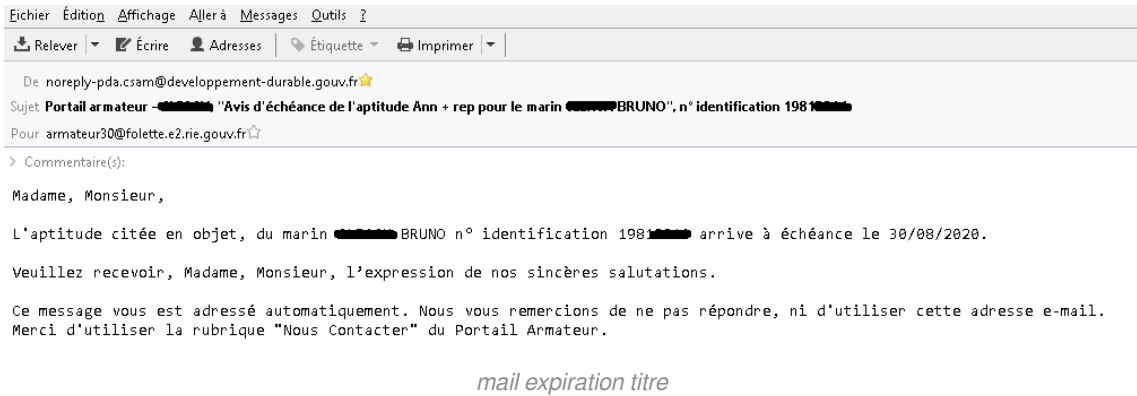 Fichier Édition Affichage Aller à Messages Outils ?
Relever Écrire Adresses Étiquette Imprimer
De noreply-pda.csam@developpement-durable.gouv.fr
Sujet Portail armateur - "Avis d'échéance de l'aptitude Ann + rep pour le marin BRUNO", n° identification 1981
Pour armateur30@folette.e2.rie.gouv.fr
> Commentaire(s):
Madame, Monsieur,
L'aptitude citée en objet, du marin BRUNO n° identification 1981 arrive à échéance le 30/08/2020.
Veuillez recevoir, Madame, Monsieur, l'expression de nos sincères salutations.
Ce message vous est adressé automatiquement. Nous vous remercions de ne pas répondre, ni d'utiliser cette adresse e-mail.
Merci d'utiliser la rubrique "Nous Contacter" du Portail Armateur.
mail expiration titre